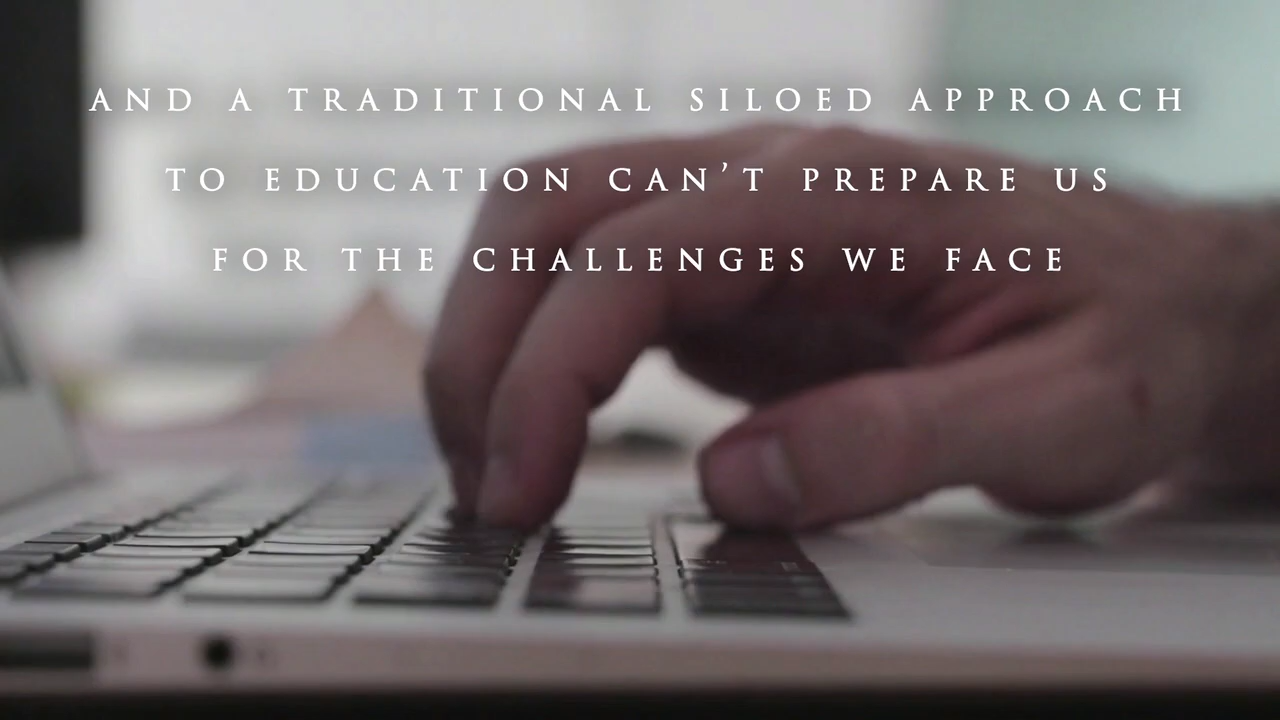 AND A TRADITIONAL SILOED APPROACH
TO EDUCATION CAN’T PREPARE US
FOR THE CHALLENGES WE FACE